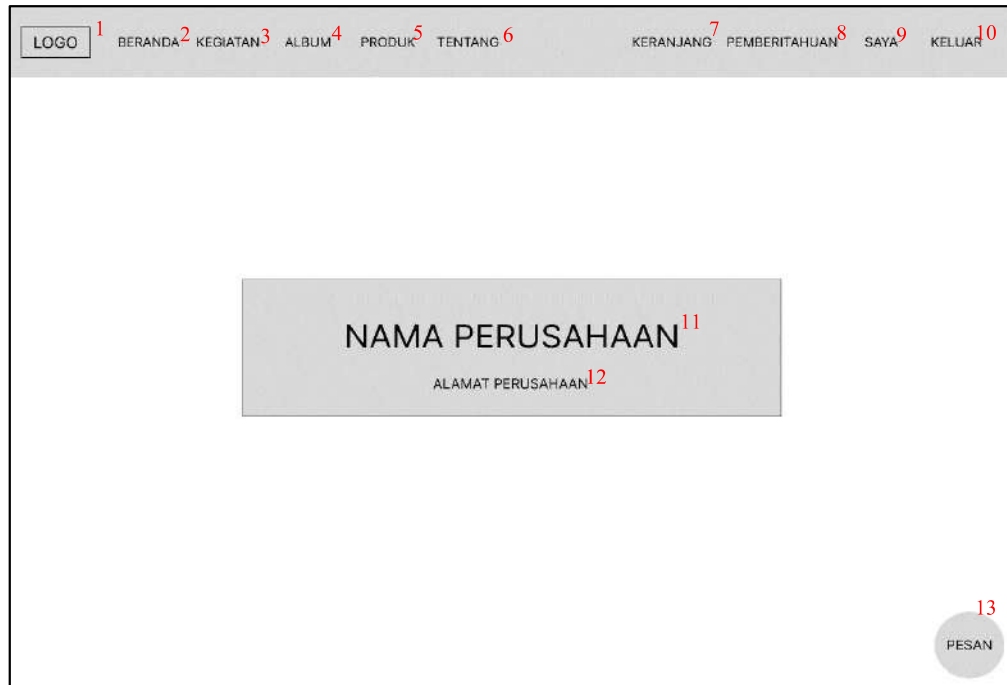 LOGO 1 BERANDA 2 KEGIATAN 3 ALBUM 4 PRODUK 5 TENTANG 6 KERANJANG 7 PEMBERITAHUAN 8 SAYA 9 KELUAR 10
NAMA PERUSAHAAN 11
ALAMAT PERUSAHAAN 12
13
PESAN